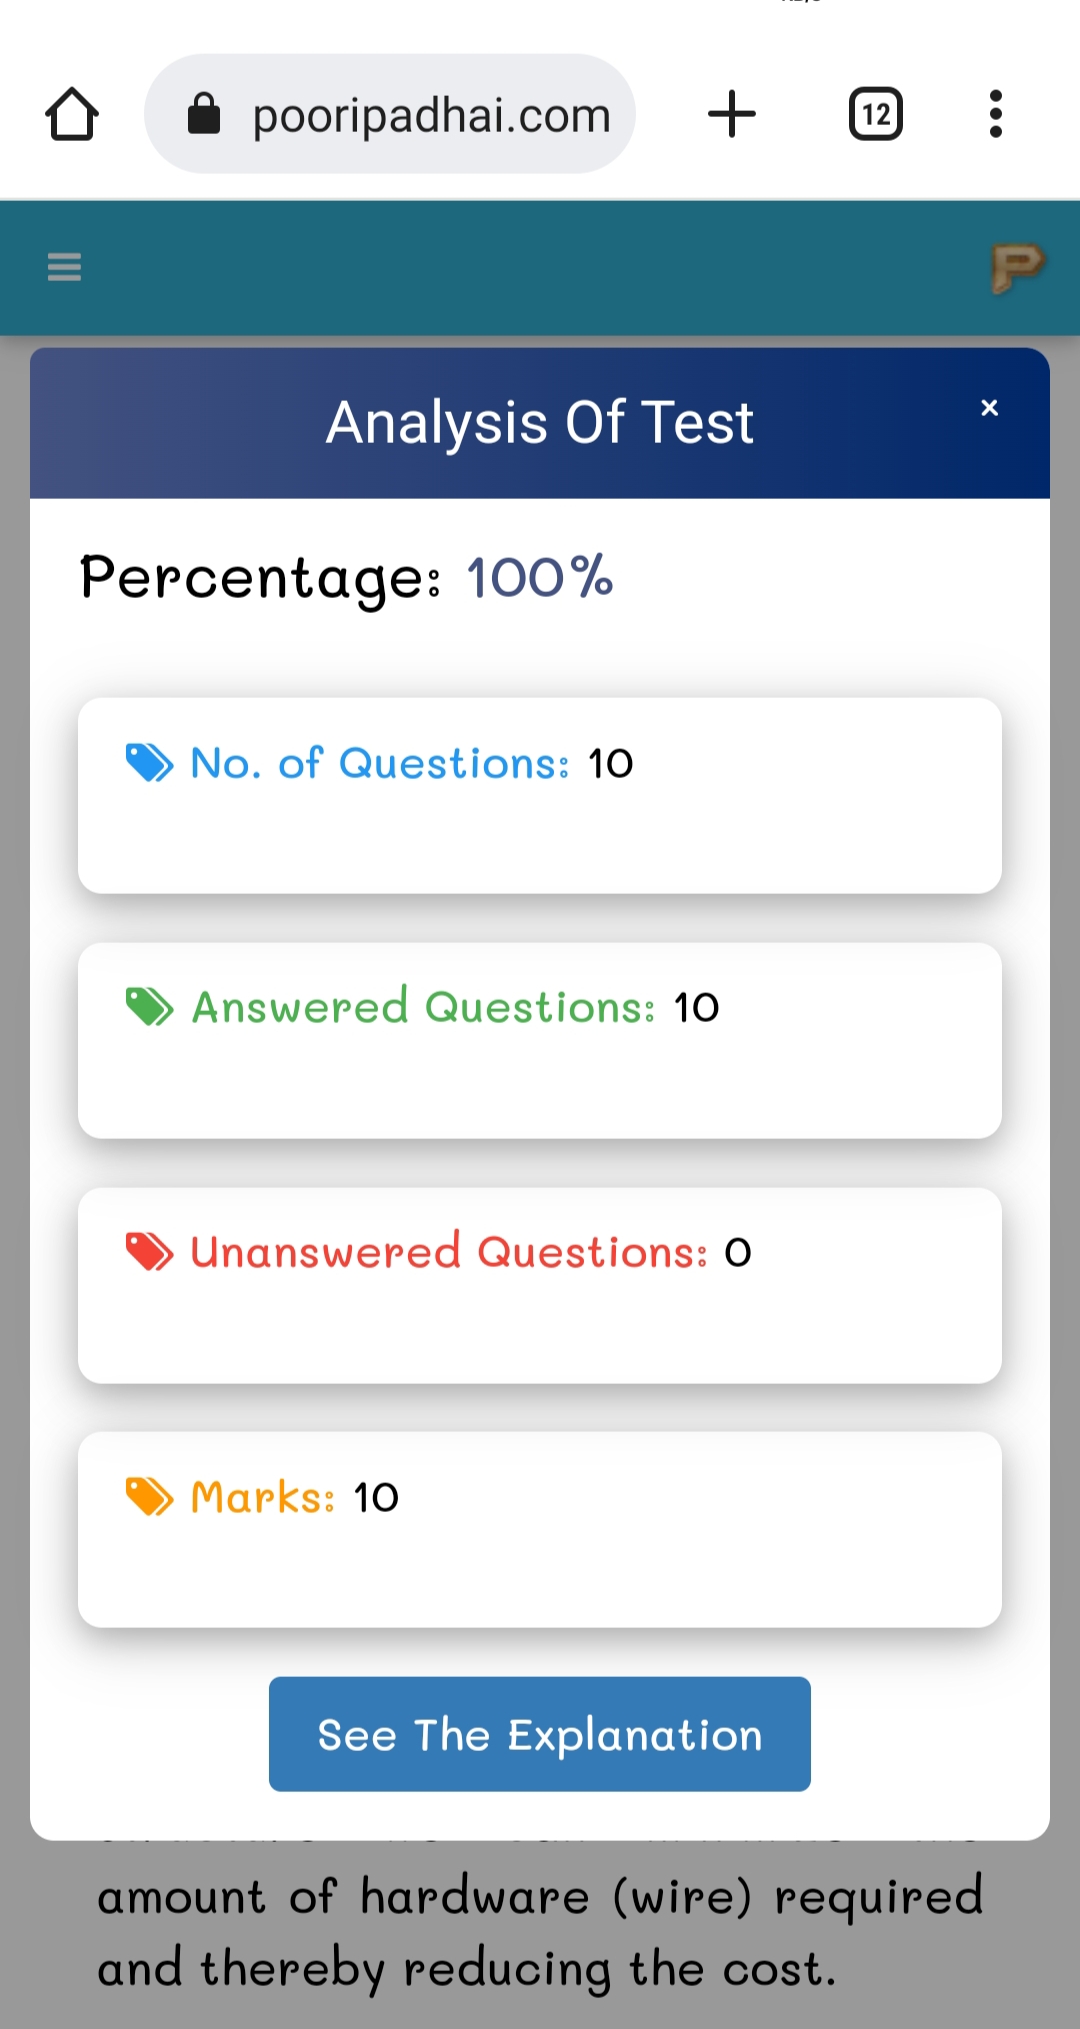 pooripadhai.com
12
P
Analysis Of Test
×
Percentage: 100%
No. of Questions: 10
Answered Questions: 10
Unanswered Questions: 0
Marks: 10
See The Explanation
amount of hardware (wire) required
and thereby reducing the cost.